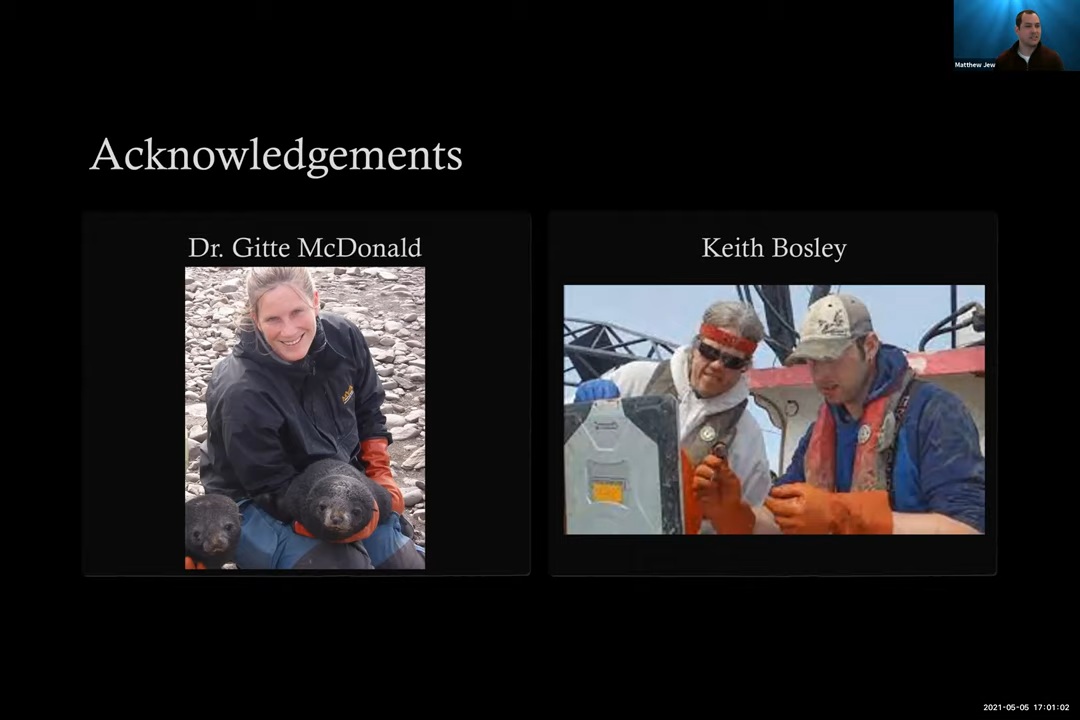 Matthew Jew
Acknowledgements
Dr. Gitte McDonald
Keith Bosley
2021-05-05 17:01:02